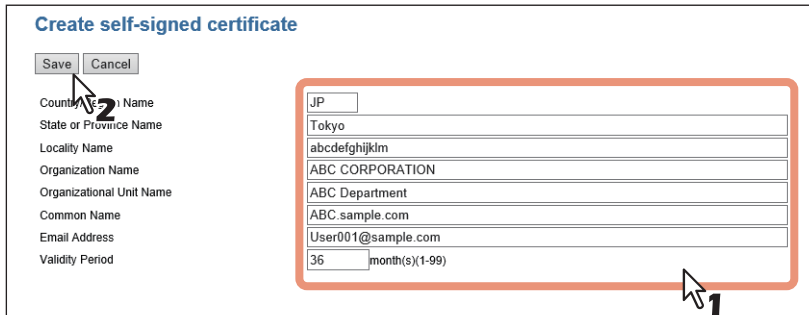 Create self-signed certificate
Save Cancel
2
Name JP
State or Province Name Tokyo
Locality Name abcdefghijklm
Organization Name ABC CORPORATION
Organizational Unit Name ABC Department
Common Name ABC.sample.com
Email Address User001@sample.com
Validity Period 36 month(s)(1-99)
1